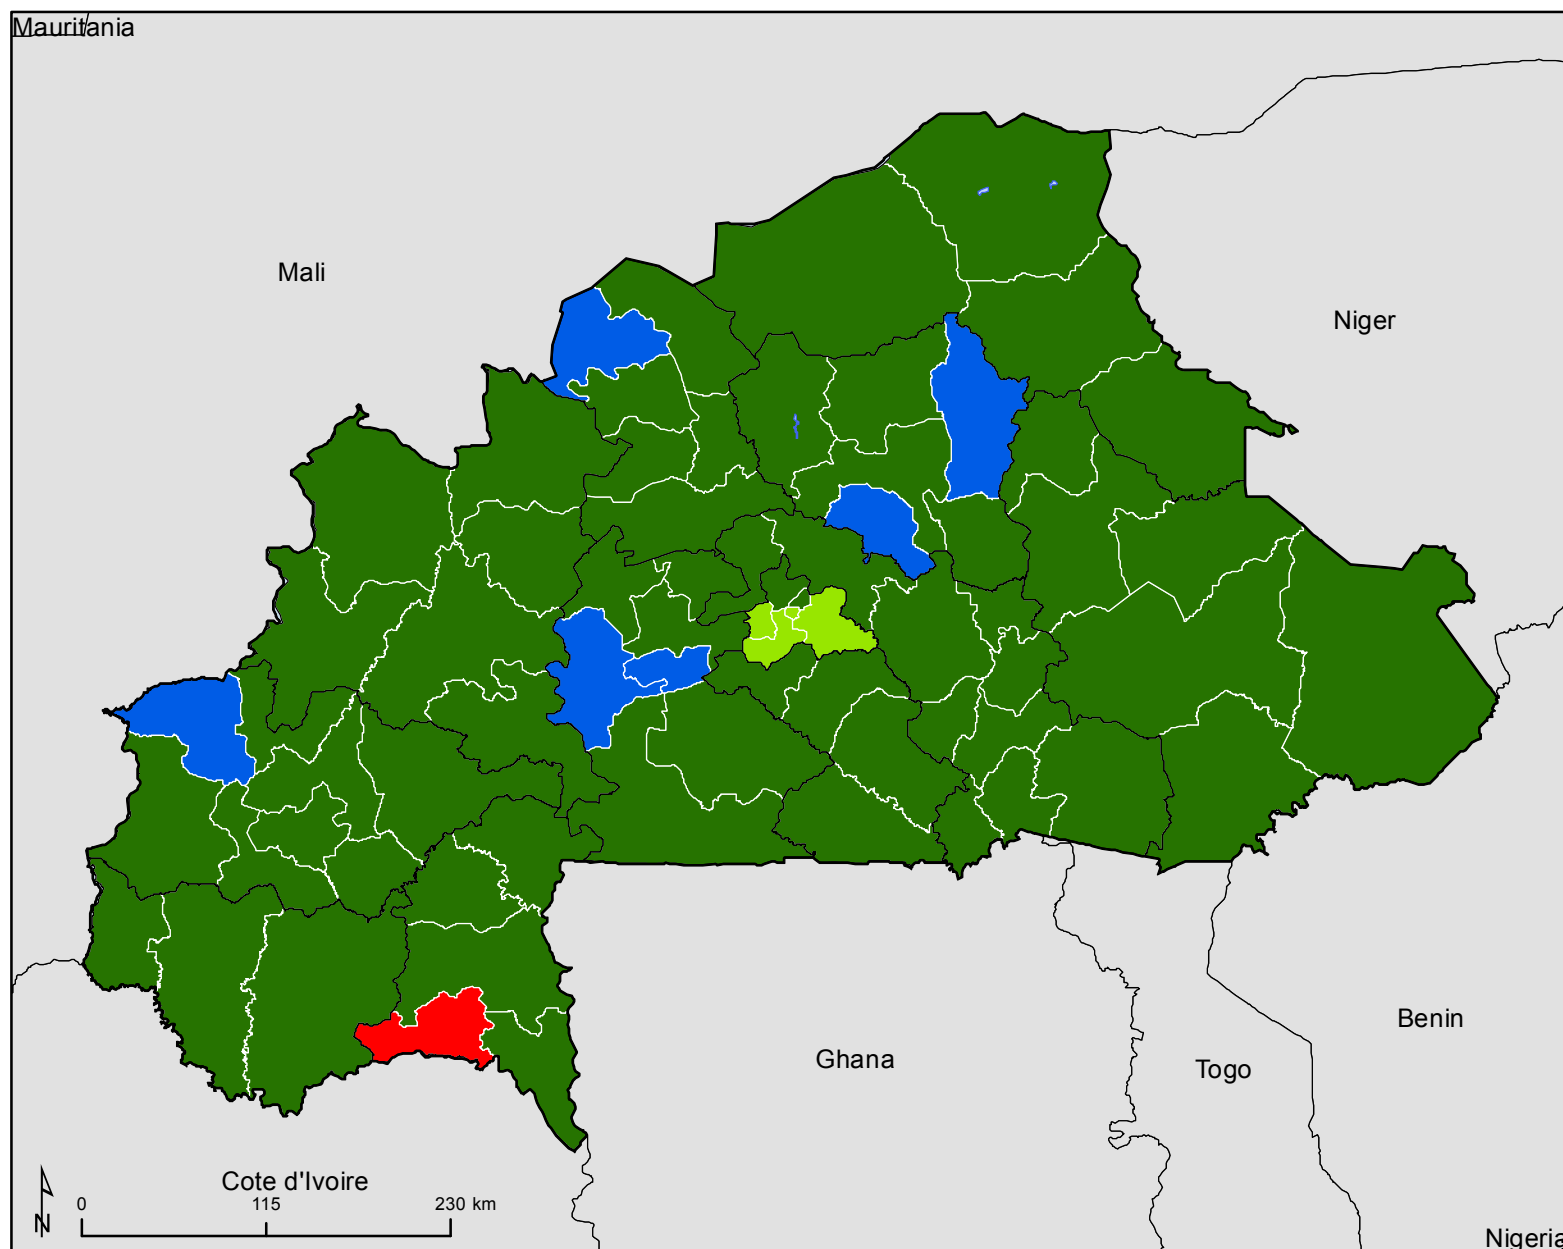 Mauritania
Mali
Niger
Benin
Ghana
Togo
Cote d'Ivoire
0 115 230 km
N
Nigeria